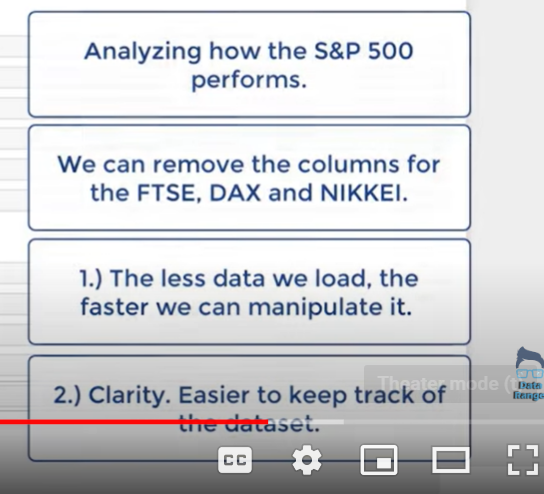 Analyzing how the S&P 500
performs.
We can remove the columns for
the FTSE, DAX and NIKKEI.
1.) The less data we load, the
faster we can manipulate it.
Theater mode (t)
Data
Range
2.) Clarity. Easier to keep track of
the dataset.
CC